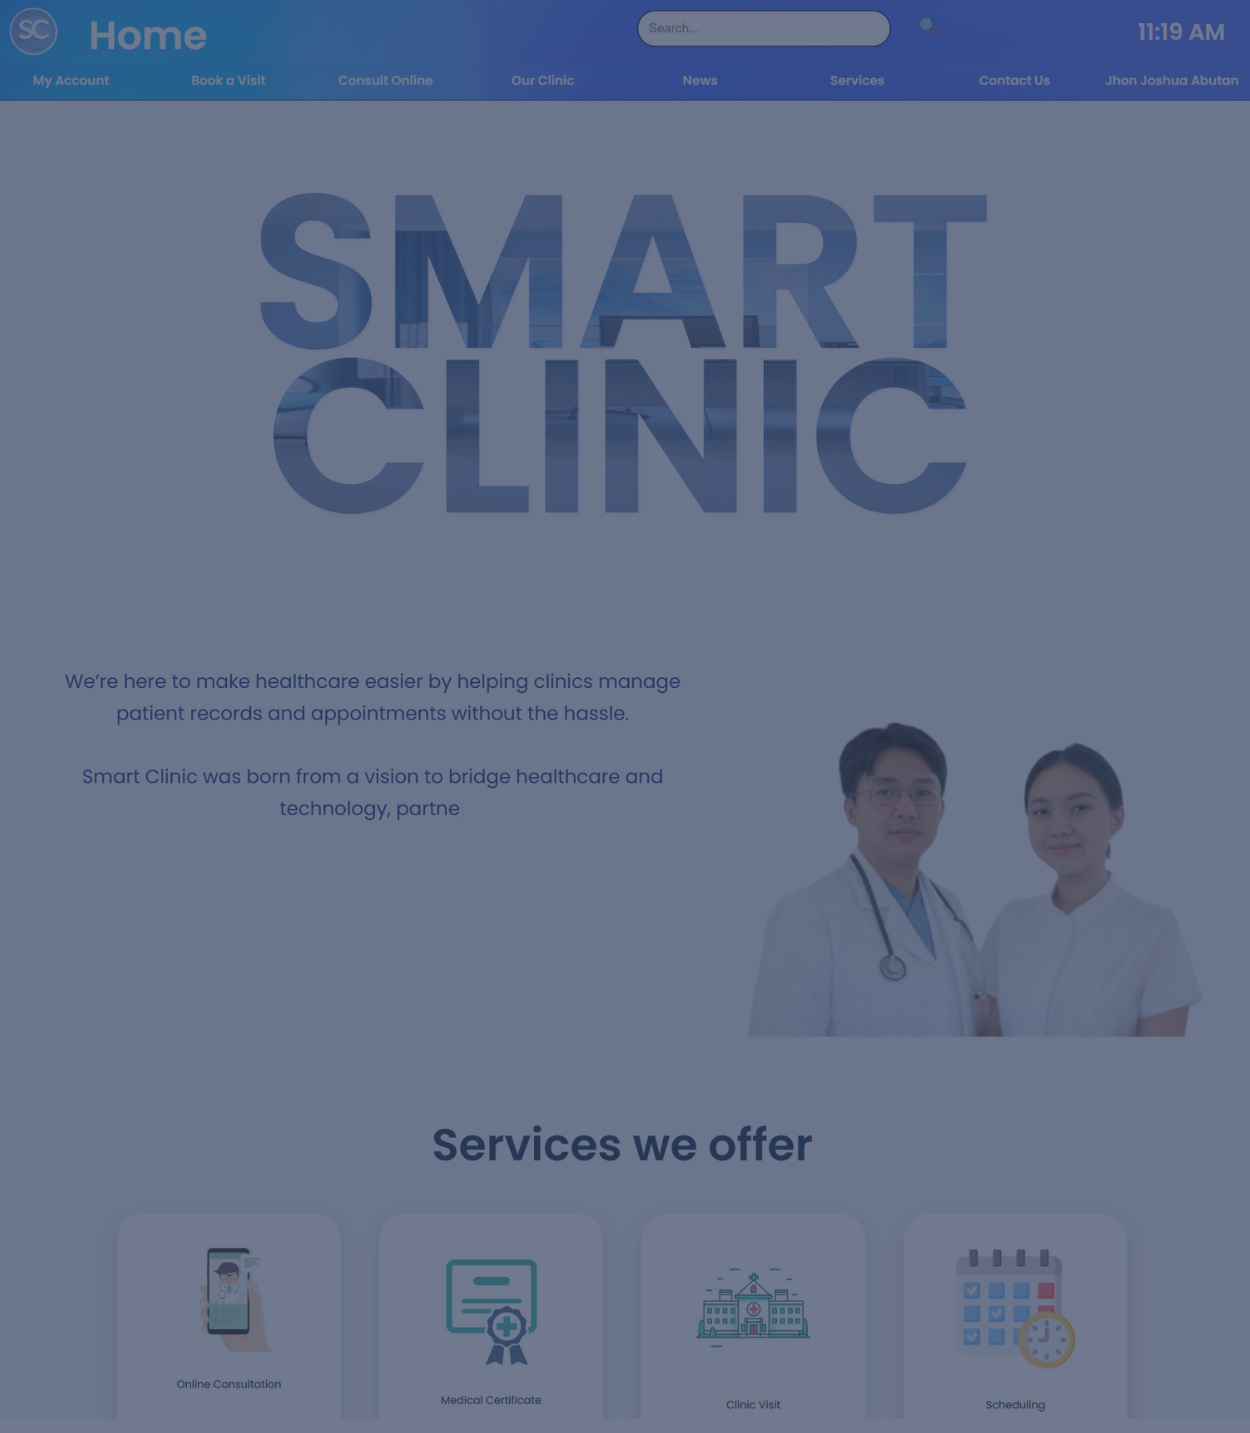 SC
Home
Search...
11:19 AM
My Account
Book a Visit
Consult Online
Our Clinic
News
Services
Contact Us
Jhon Joshua Abutan
SMART
CLINIC
We’re here to make healthcare easier by helping clinics manage
patient records and appointments without the hassle.
Smart Clinic was born from a vision to bridge healthcare and
technology, partne
Services we offer
Online Consultation
Medical Certificate
Clinic Visit
Scheduling